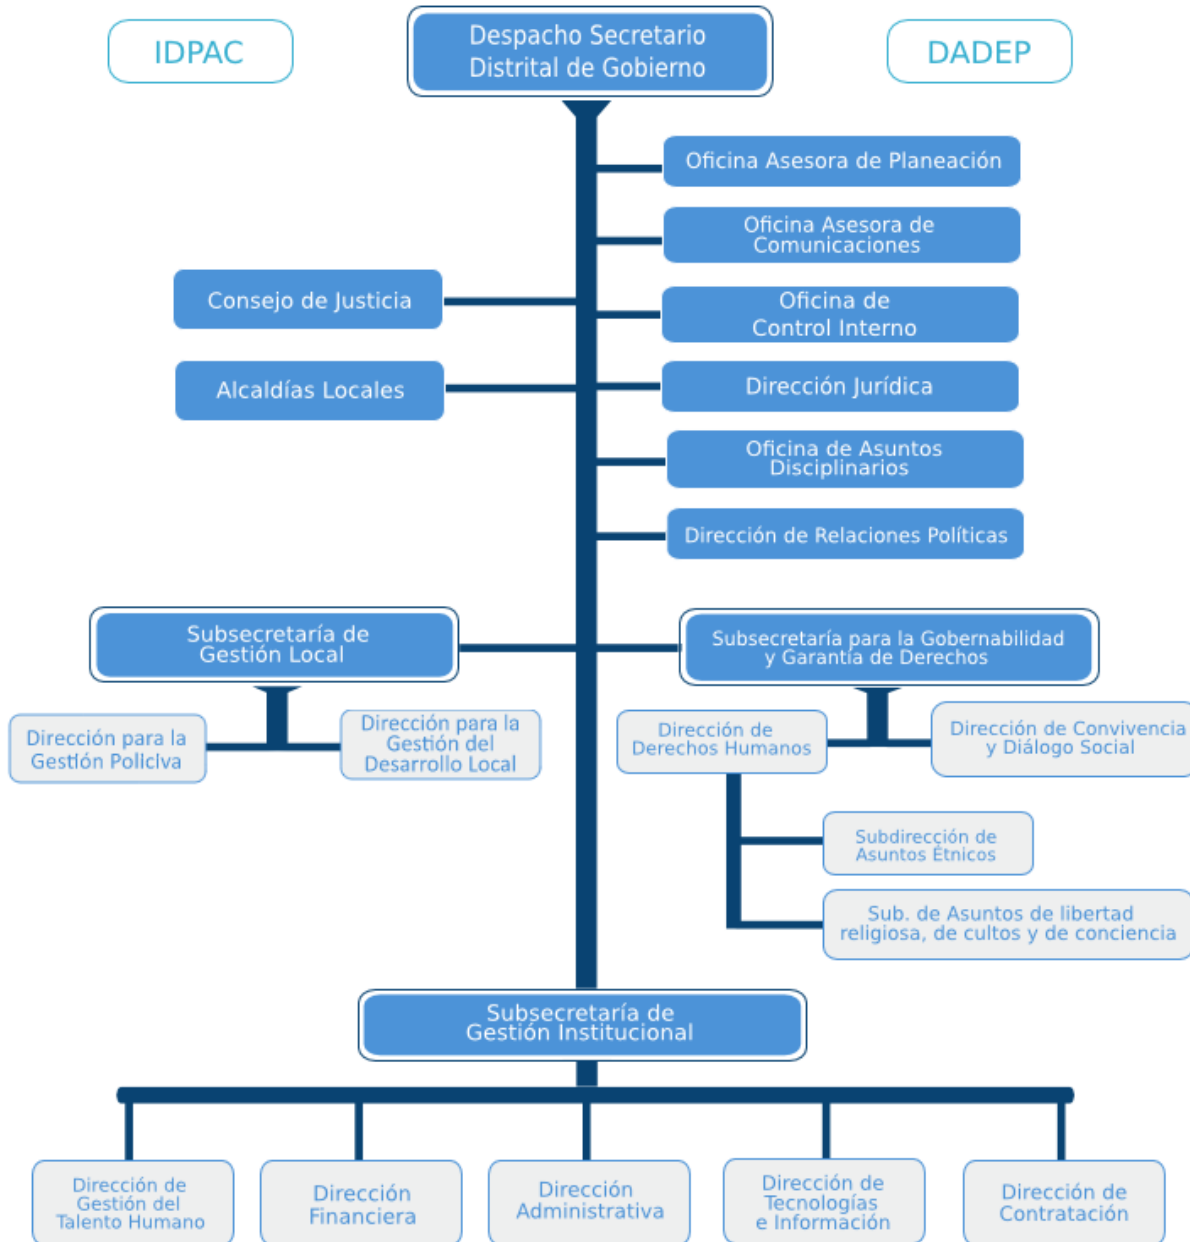 IDPAC
Despacho Secretario
Distrital de Gobierno
DADEP
Oficina Asesora de Planeación
Oficina Asesora de
Comunicaciones
Consejo de Justicia
Oficina de
Control Interno
Alcaldías Locales
Dirección Jurídica
Oficina de Asuntos
Disciplinarios
Dirección de Relaciones Políticas
Subsecretaría de
Gestión Local
Subsecretaría para la Gobernabilidad
y Garantía de Derechos
Dirección para la
Gestión Policiva
Dirección para la
Gestión del
Desarrollo Local
Dirección de
Derechos Humanos
Dirección de Convivencia
y Diálogo Social
Subdirección de
Asuntos Étnicos
Sub. de Asuntos de libertad
religiosa, de cultos y de conciencia
Subsecretaría de
Gestión Institucional
Dirección de
Gestión del
Talento Humano
Dirección
Financiera
Dirección
Administrativa
Dirección de
Tecnologías
e Información
Dirección de
Contratación